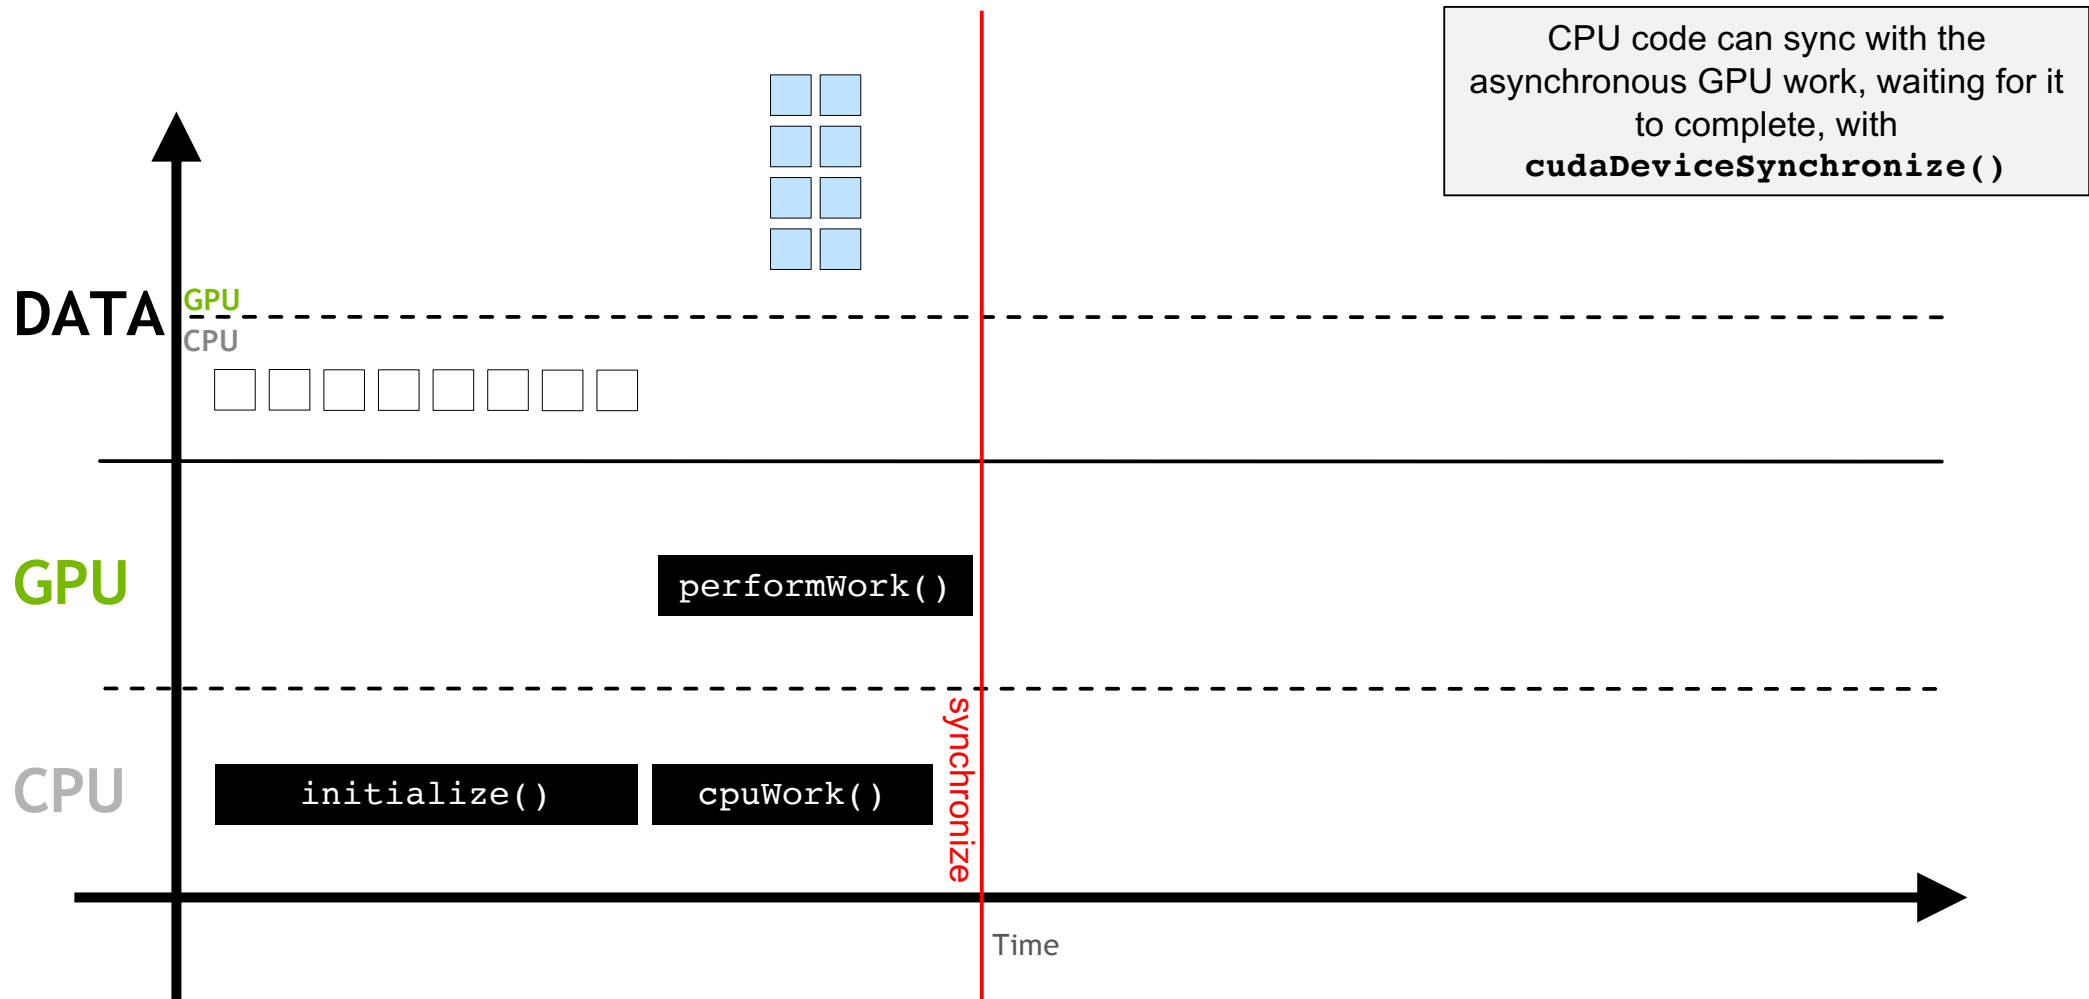 CPU code can sync with the
asynchronous GPU work, waiting for it
to complete, with
cudaDeviceSynchronize()
DATA
GPU
CPU
GPU
performWork()
CPU
initialize()
cpuWork()
synchronize
Time